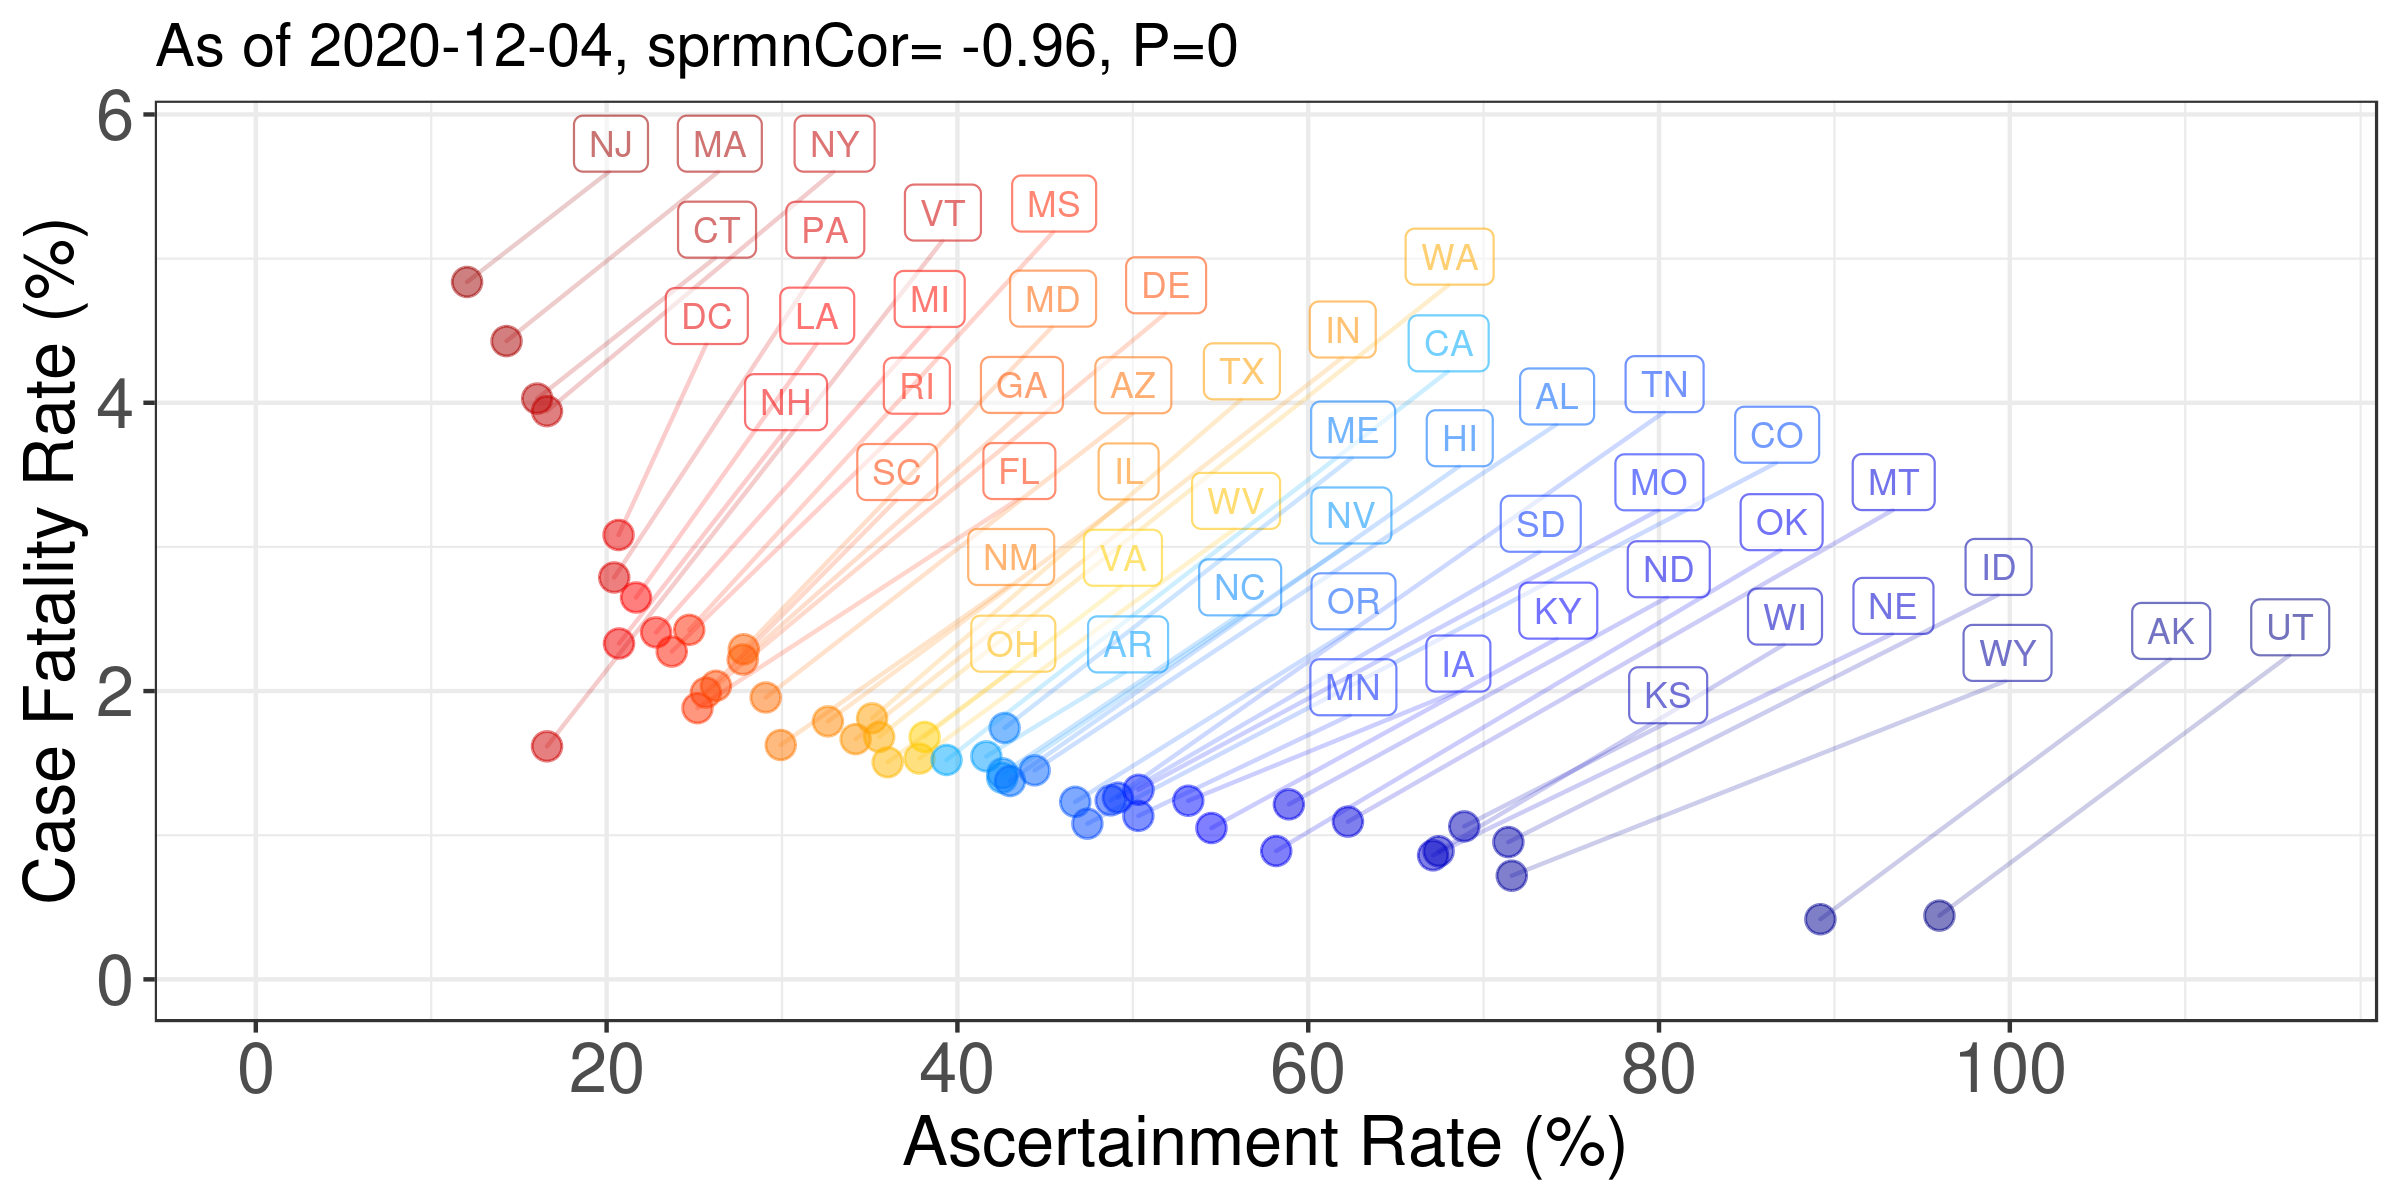 As of 2020-12-04, sprmnCor= -0.96, P=0
Case Fatality Rate (%)
6
4
2
0
NJ MA NY
CT PA VT MS
DC LA MI MD DE WA
NH RI GA AZ TX IN CA
SC FL IL WV ME HI AL TN
NM VA NC NV SD MO CO
OH AR OR KY ND OK MT
MN IA KS WI NE ID
WY AK UT
0 20 40 60 80 100
Ascertainment Rate (%)